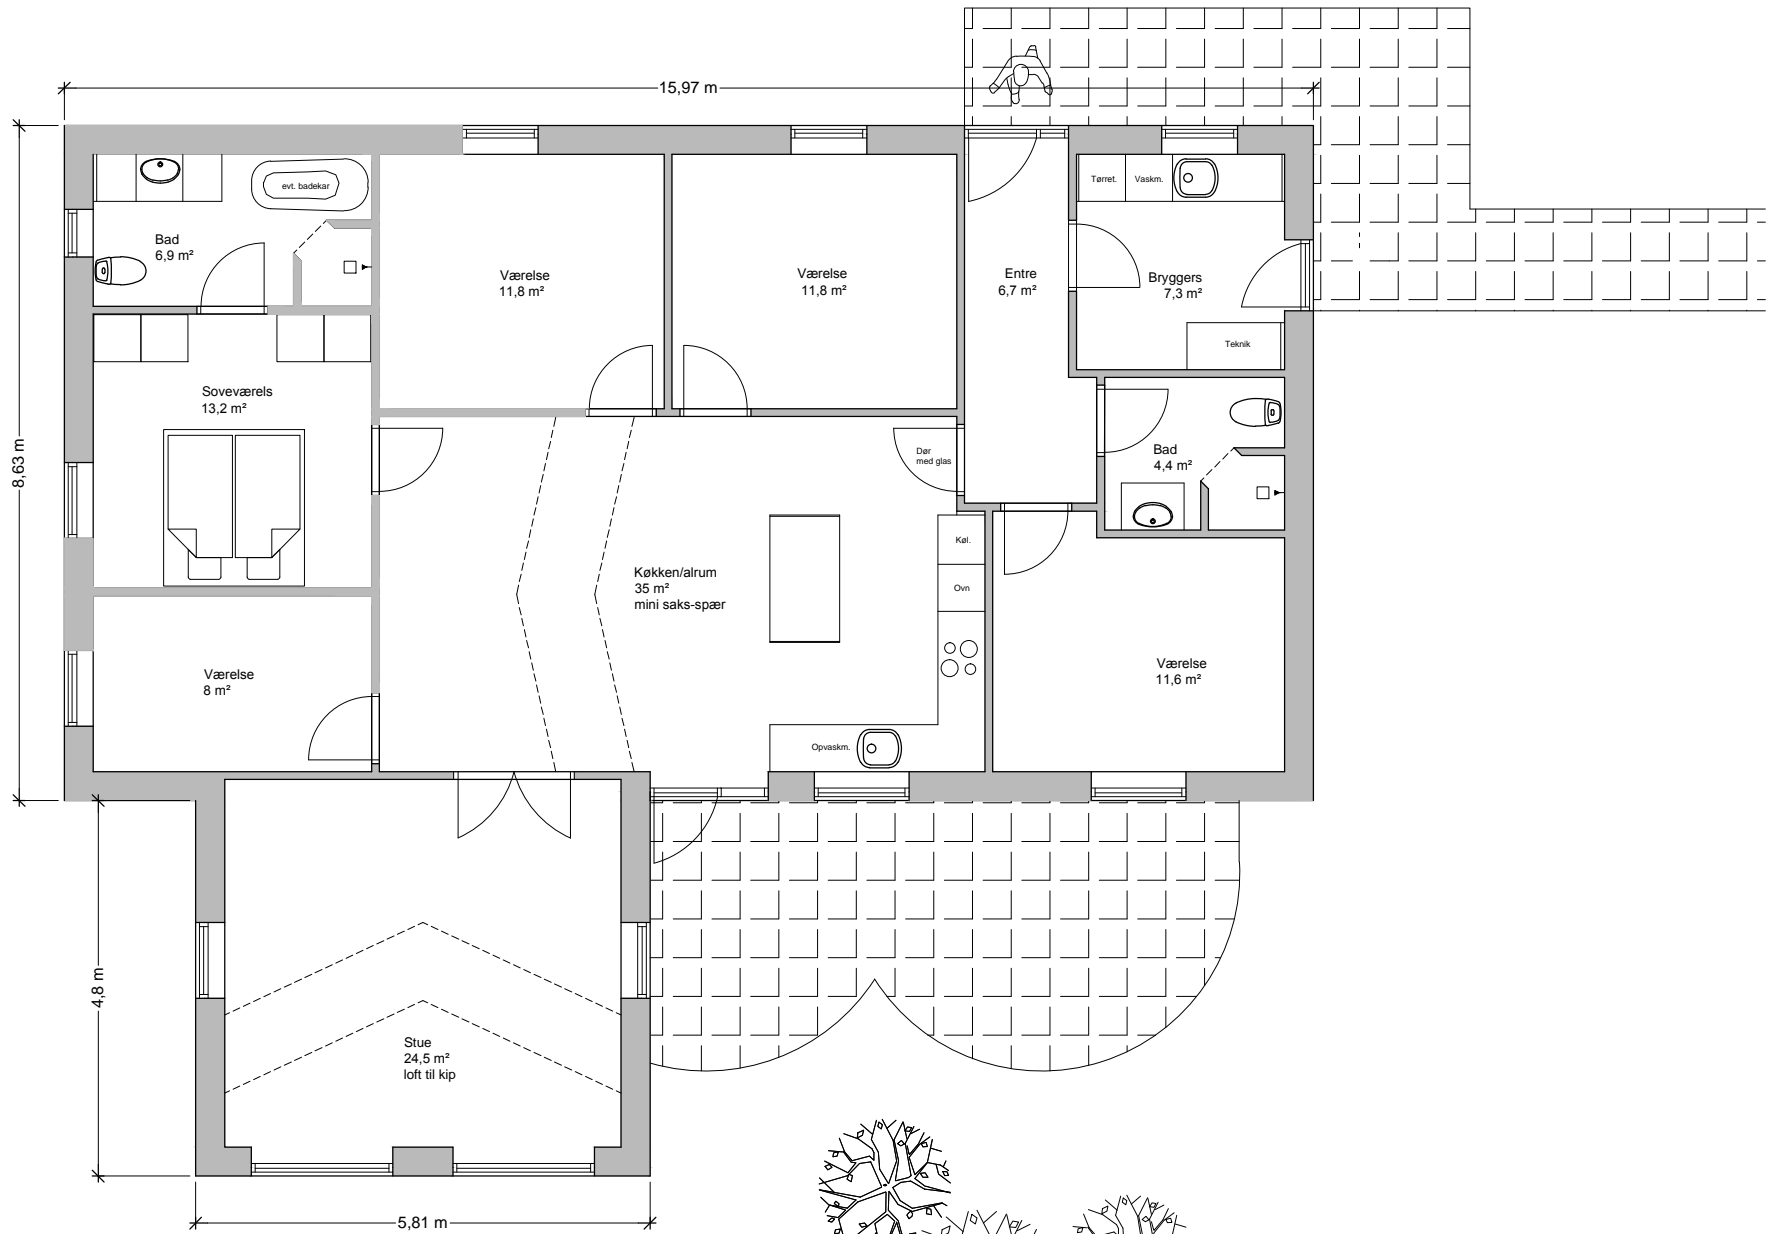 15,97 m
8,63 m
evt. badekar
Bad
6,9 m²
Værelse
11,8 m²
Værelse
11,8 m²
Entre
6,7 m²
Tørret.
Vaskm.
Bryggers
7,3 m²
Teknik
Soveværels
13,2 m²
Dør
med glas
Bad
4,4 m²
Køkken/alrum
35 m²
mini saks-spær
Køl.
Ovn
Værelse
8 m²
Værelse
11,6 m²
Opvaskm.
4,8 m
Stue
24,5 m²
loft til kip
5,81 m